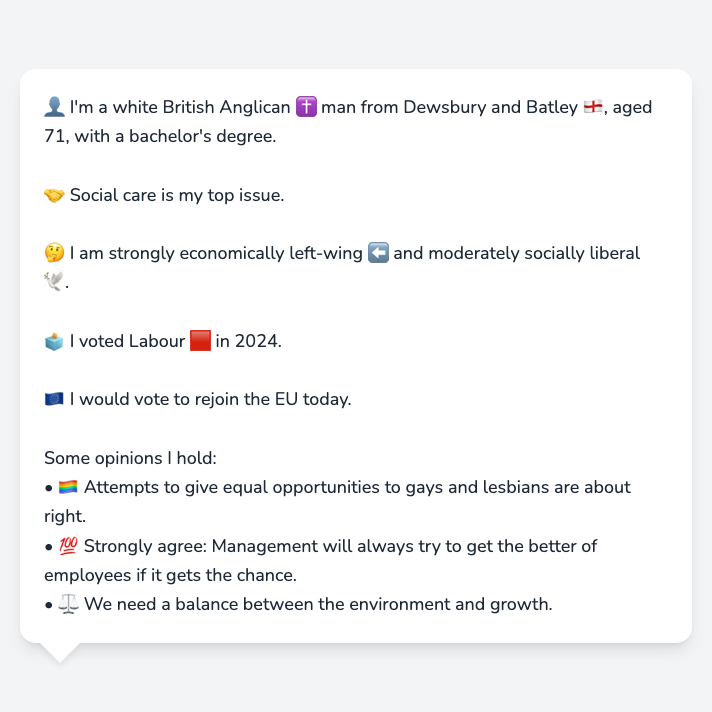 👤 I'm a white British Anglican ✝️ man from Dewsbury and Batley 🏴󠁧󠁢󠁥󠁮󠁧󠁿, aged
71, with a bachelor's degree.
🤝 Social care is my top issue.
🤔 I am strongly economically left-wing ⬅️ and moderately socially liberal
🕊️.
🗳️ I voted Labour 🟥 in 2024.
🇪🇺 I would vote to rejoin the EU today.
Some opinions I hold:
• 🏳️‍🌈 Attempts to give equal opportunities to gays and lesbians are about
right.
• 💯 Strongly agree: Management will always try to get the better of
employees if it gets the chance.
• ⚖️ We need a balance between the environment and growth.